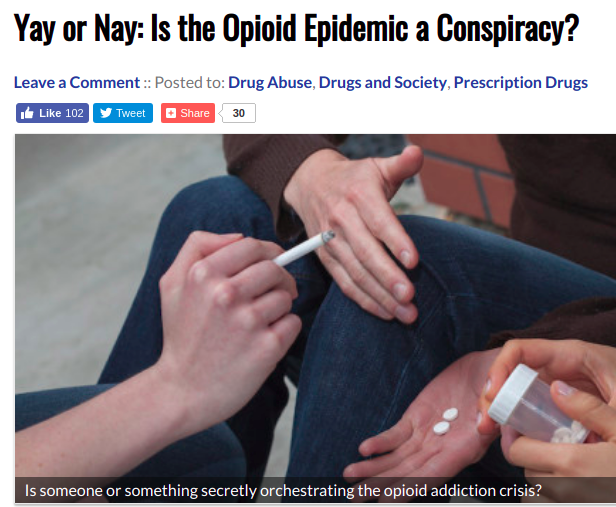 Yay or Nay: Is the Opioid Epidemic a Conspiracy?
Leave a Comment :: Posted to: Drug Abuse, Drugs and Society, Prescription Drugs
Like 102 Tweet Share 30
Is someone or something secretly orchestrating the opioid addiction crisis?